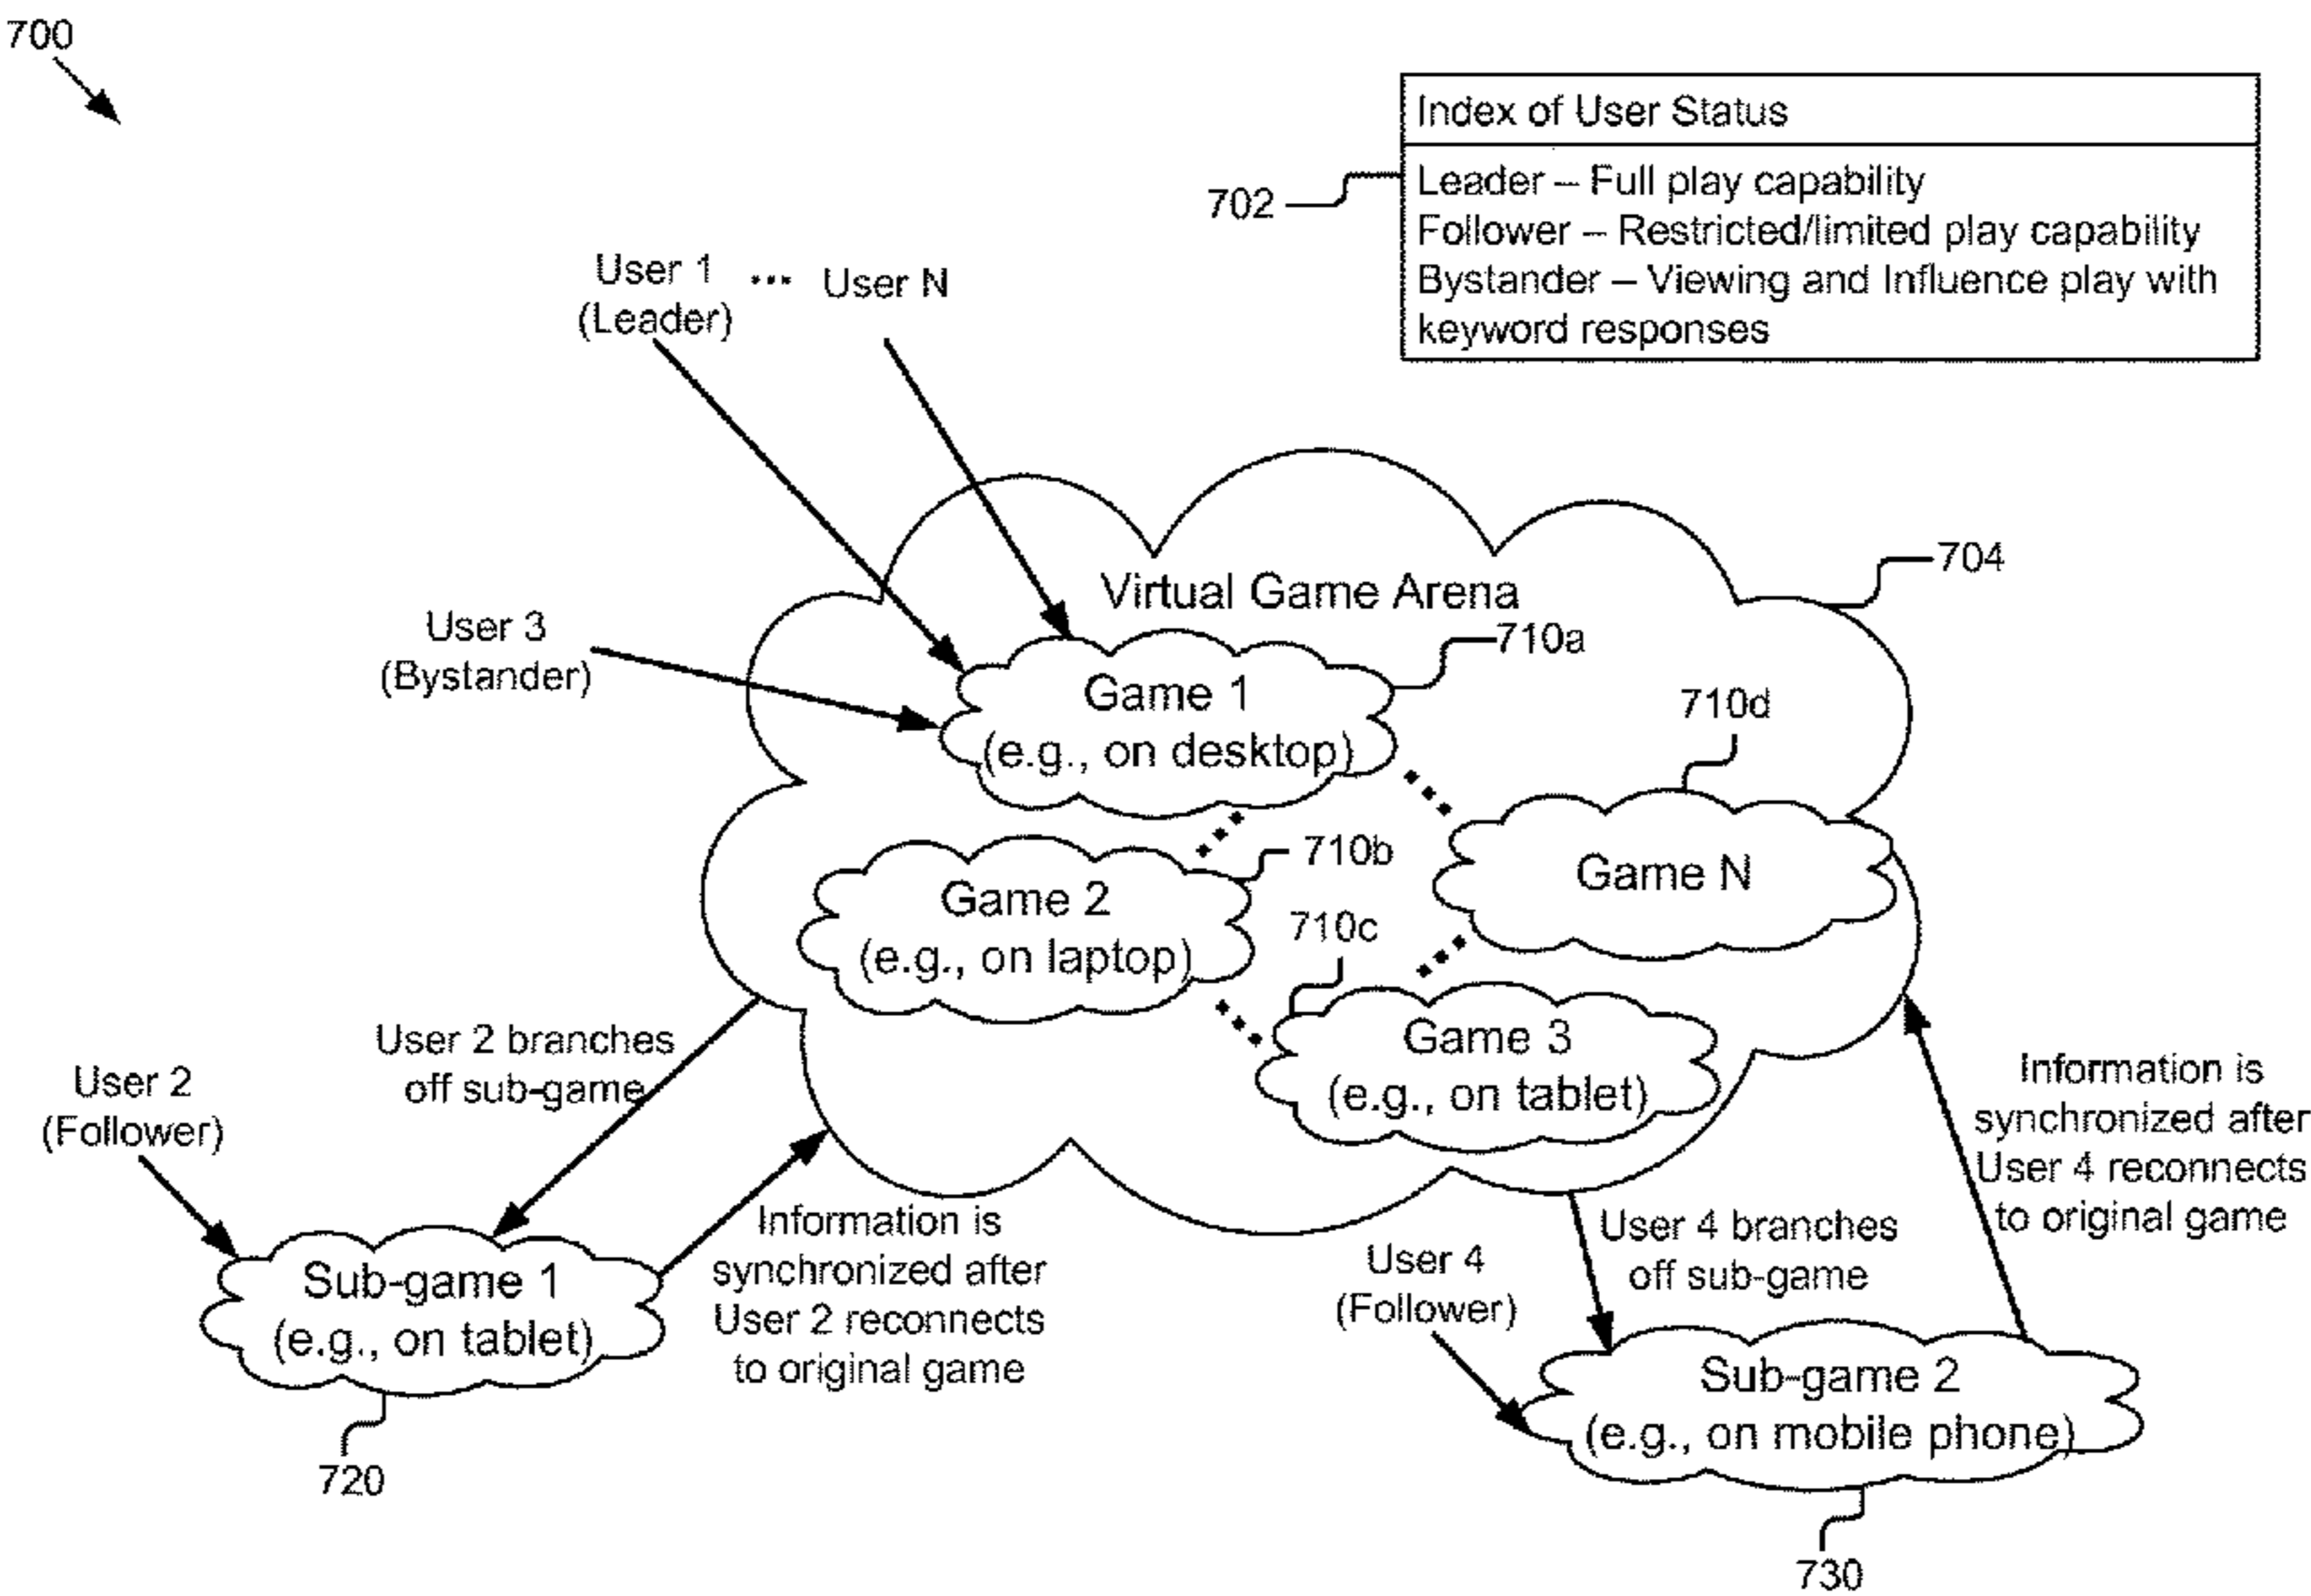 700
Index of User Status
702
Leader – Full play capability
Follower – Restricted/limited play capability
Bystander – Viewing and Influence play with
keyword responses
User 1
(Leader)
...
User N
704
Virtual Game Arena
User 3
(Bystander)
710a
Game 1
(e.g., on desktop)
710d
Game N
710b
Game 2
(e.g., on laptop)
710c
Game 3
(e.g., on tablet)
User 2 branches
off sub-game
User 2
(Follower)
Information is
synchronized after
User 4 reconnects
to original game
Sub-game 1
(e.g., on tablet)
720
Information is
synchronized after
User 2 reconnects
to original game
User 4 branches
off sub-game
User 4
(Follower)
Sub-game 2
(e.g., on mobile phone)
730